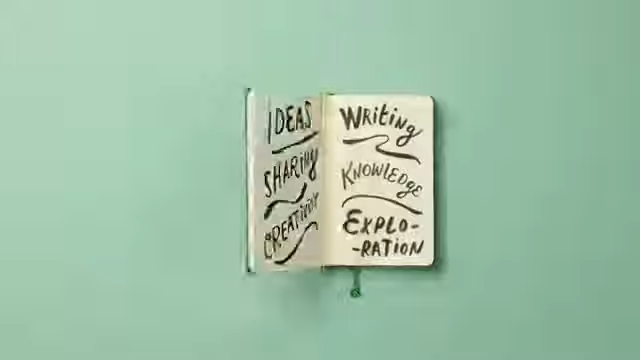 IDEAS
SHARING
CREATIVITY
WRiting
KNOWLEDGE
EXPLO-
-RATION